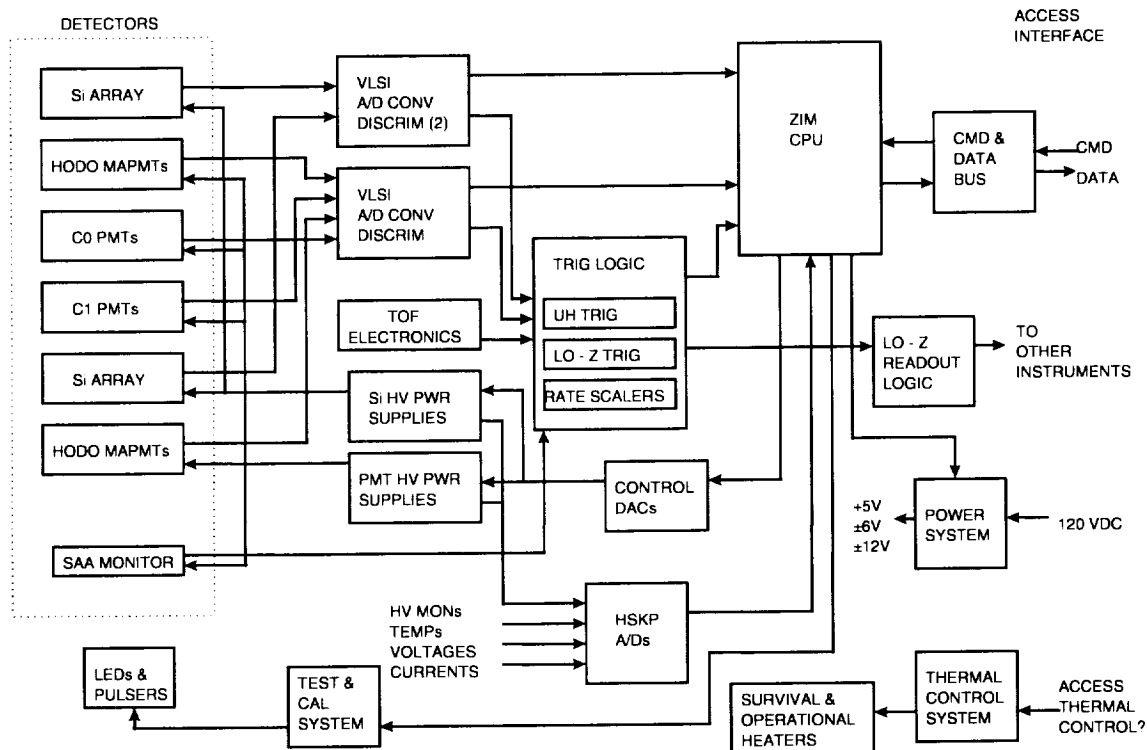 DETECTORS
ACCESS
INTERFACE
Si ARRAY
HODO MAPMTs
C0 PMTs
C1 PMTs
Si ARRAY
HODO MAPMTs
SAA MONITOR
VLSI
A/D CONV
DISCRIM (2)
VLSI
A/D CONV
DISCRIM
TOF
ELECTRONICS
Si HV PWR
SUPPLIES
PMT HV PWR
SUPPLIES
TRIG LOGIC
UH TRIG
LO - Z TRIG
RATE SCALERS
ZIM
CPU
CMD &
DATA
BUS
CMD
DATA
LO - Z
READOUT
LOGIC
TO
OTHER
INSTRUMENTS
CONTROL
DACs
+5V
±6V
±12V
POWER
SYSTEM
120 VDC
HV MONs
TEMPs
VOLTAGES
CURRENTS
HSKP
A/Ds
LEDs &
PULSERS
TEST &
CAL
SYSTEM
SURVIVAL &
OPERATIONAL
HEATERS
THERMAL
CONTROL
SYSTEM
ACCESS
THERMAL
CONTROL?